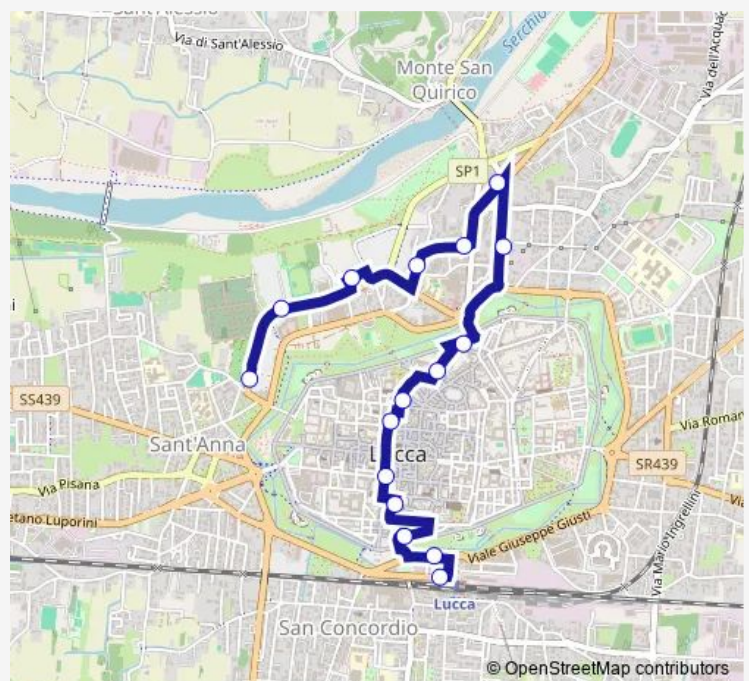 Sant'Alessio
Via di Sant'Alessio
Serchio
Monte San
Quirico
Via dell'Acqua
SP1
SS439
Sant'Anna
Lucca
Via Roman
SR439
Via Pisana
etano Luporini
Viale Giuseppe Giusti
Via Mario Ingrellini
Lucca
San Concordio
© OpenStreetMap contributors